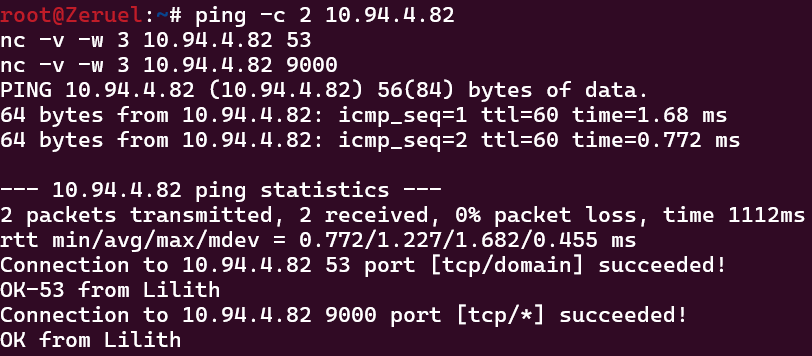 root@Zeruel:~# ping -c 2 10.94.4.82
nc -v -w 3 10.94.4.82 53
nc -v -w 3 10.94.4.82 9000
PING 10.94.4.82 (10.94.4.82) 56(84) bytes of data.
64 bytes from 10.94.4.82: icmp_seq=1 ttl=60 time=1.68 ms
64 bytes from 10.94.4.82: icmp_seq=2 ttl=60 time=0.772 ms

--- 10.94.4.82 ping statistics ---
2 packets transmitted, 2 received, 0% packet loss, time 1112ms
rtt min/avg/max/mdev = 0.772/1.227/1.682/0.455 ms
Connection to 10.94.4.82 53 port [tcp/domain] succeeded!
OK-53 from Lilith
Connection to 10.94.4.82 9000 port [tcp/*] succeeded!
OK from Lilith